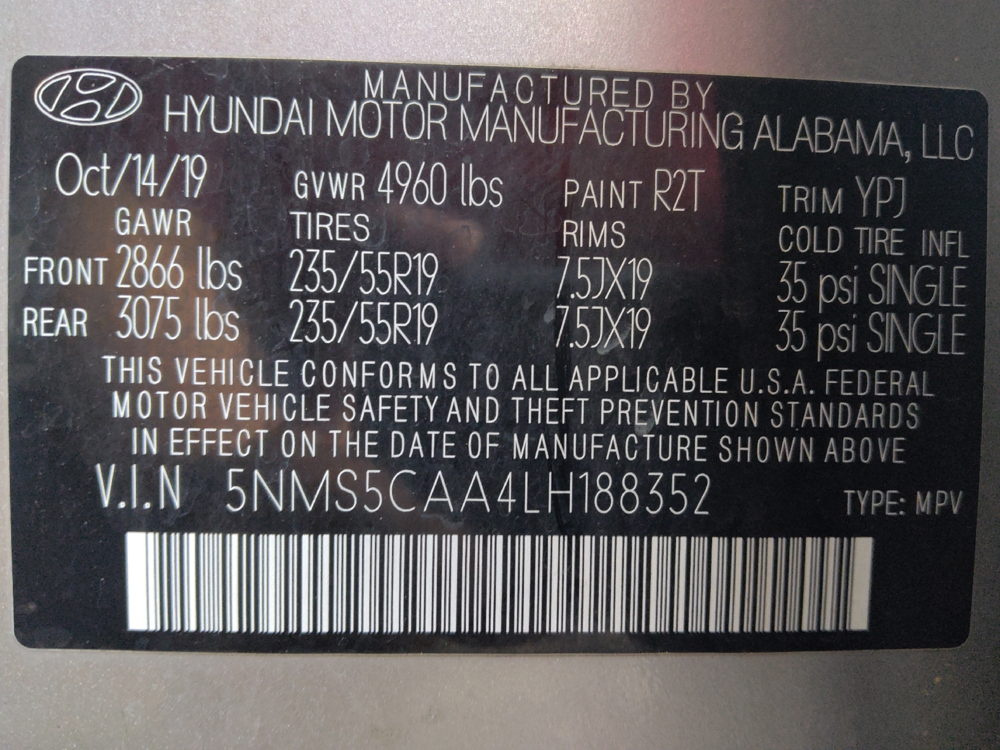 MANUFACTURED BY
HYUNDAI MOTOR MANUFACTURING ALABAMA, LLC
Oct/14/19 GVWR 4960 lbs PAINT R2T TRIM YPJ
GAWR TIRES RIMS COLD TIRE INFL
FRONT 2866 lbs 235/55R19 7.5JX19 35 psi SINGLE
REAR 3075 lbs 235/55R19 7.5JX19 35 psi SINGLE
THIS VEHICLE CONFORMS TO ALL APPLICABLE U.S.A. FEDERAL
MOTOR VEHICLE SAFETY AND THEFT PREVENTION STANDARDS
IN EFFECT ON THE DATE OF MANUFACTURE SHOWN ABOVE
V.I.N 5NMS5CAA4LH188352 TYPE: MPV